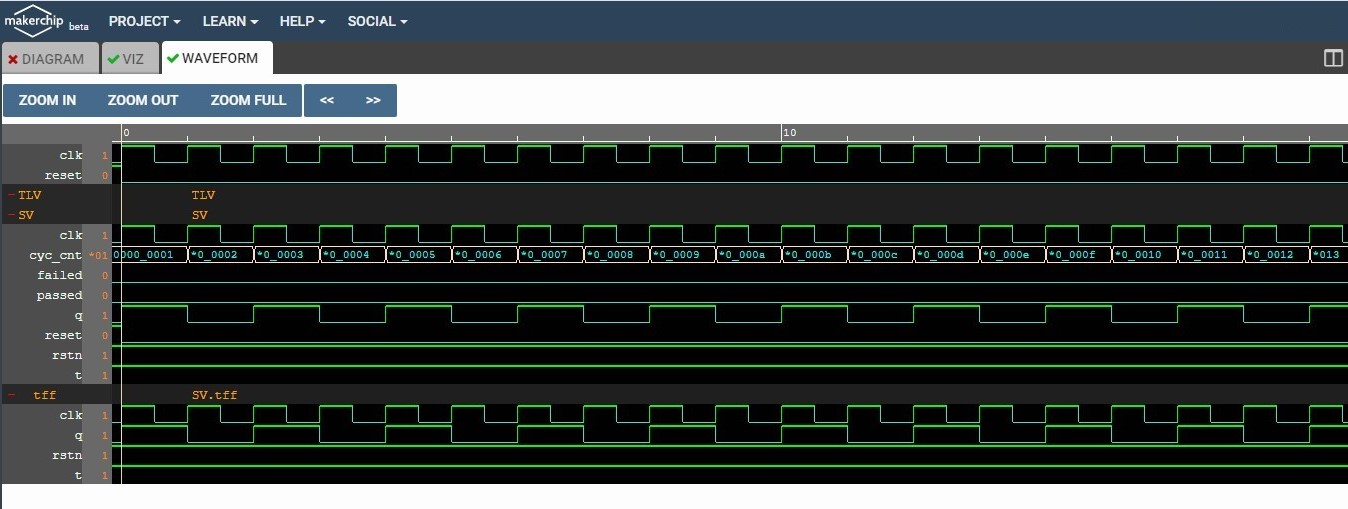 makerchip beta PROJECT LEARN HELP SOCIAL
DIAGRAM VIZ WAVEFORM
ZOOM IN ZOOM OUT ZOOM FULL << >>
0 10
clk 1
reset 0
TLV TLV
SV SV
clk 1
cyc_cnt *01 0000_0001 *0_0002 *0_0003 *0_0004 *0_0005 *0_0006 *0_0007 *0_0008 *0_0009 *0_000a *0_000b *0_000c *0_000d *0_000e *0_000f *0_0010 *0_0011 *0_0012 *013
failed 0
passed 0
q 1
reset 0
rstn 1
t 1
tff SV.tff
clk 1
q 1
rstn 1
t 1